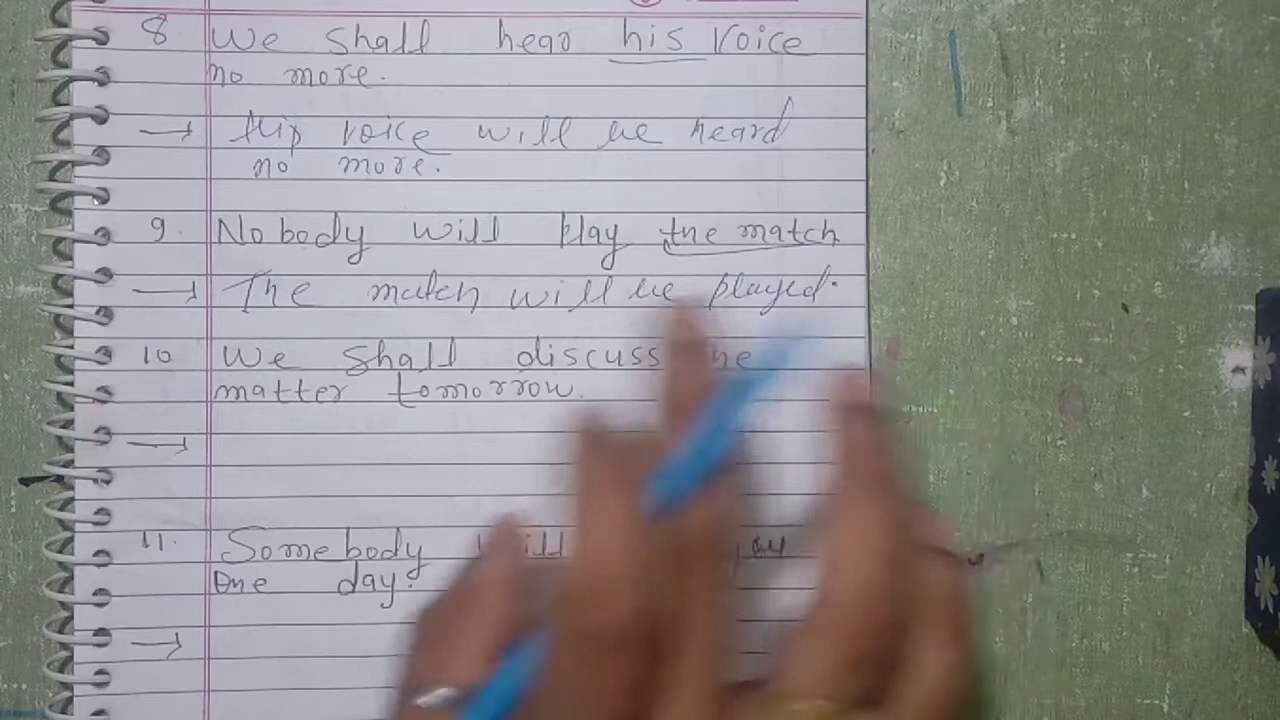 8 We shall hear his voice
no more.
→ His voice will be heard
no more.
9. Nobody will play the match
→ The match will be played.
10 We shall discuss
matter tomorrow.
→
11. Somebody
One day.
→